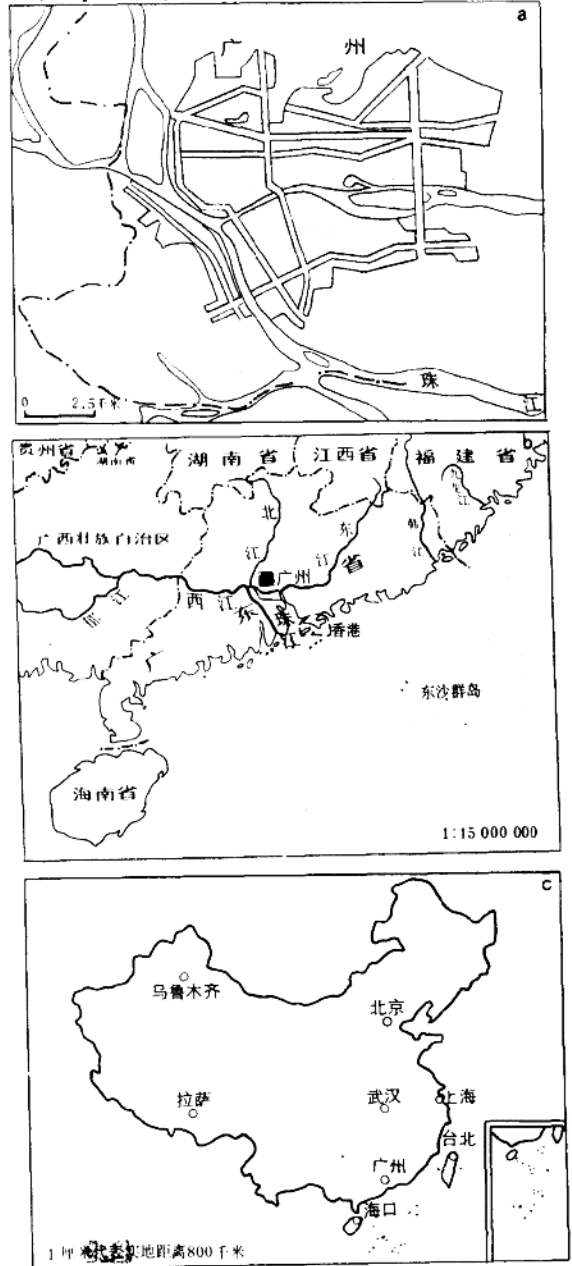 a
广 州
0 2.5千米
珠
江
b
贵州省
湖南省
湖南省 江西省 福建省
北
江
东
江
韩
江
广西壮族自治区
省
广州
西江 东 珠
江
香港
东沙群岛
海南省
1:15 000 000
c
乌鲁木齐
北京
拉萨
武汉
上海
台北
广州
海口
地距离800千米